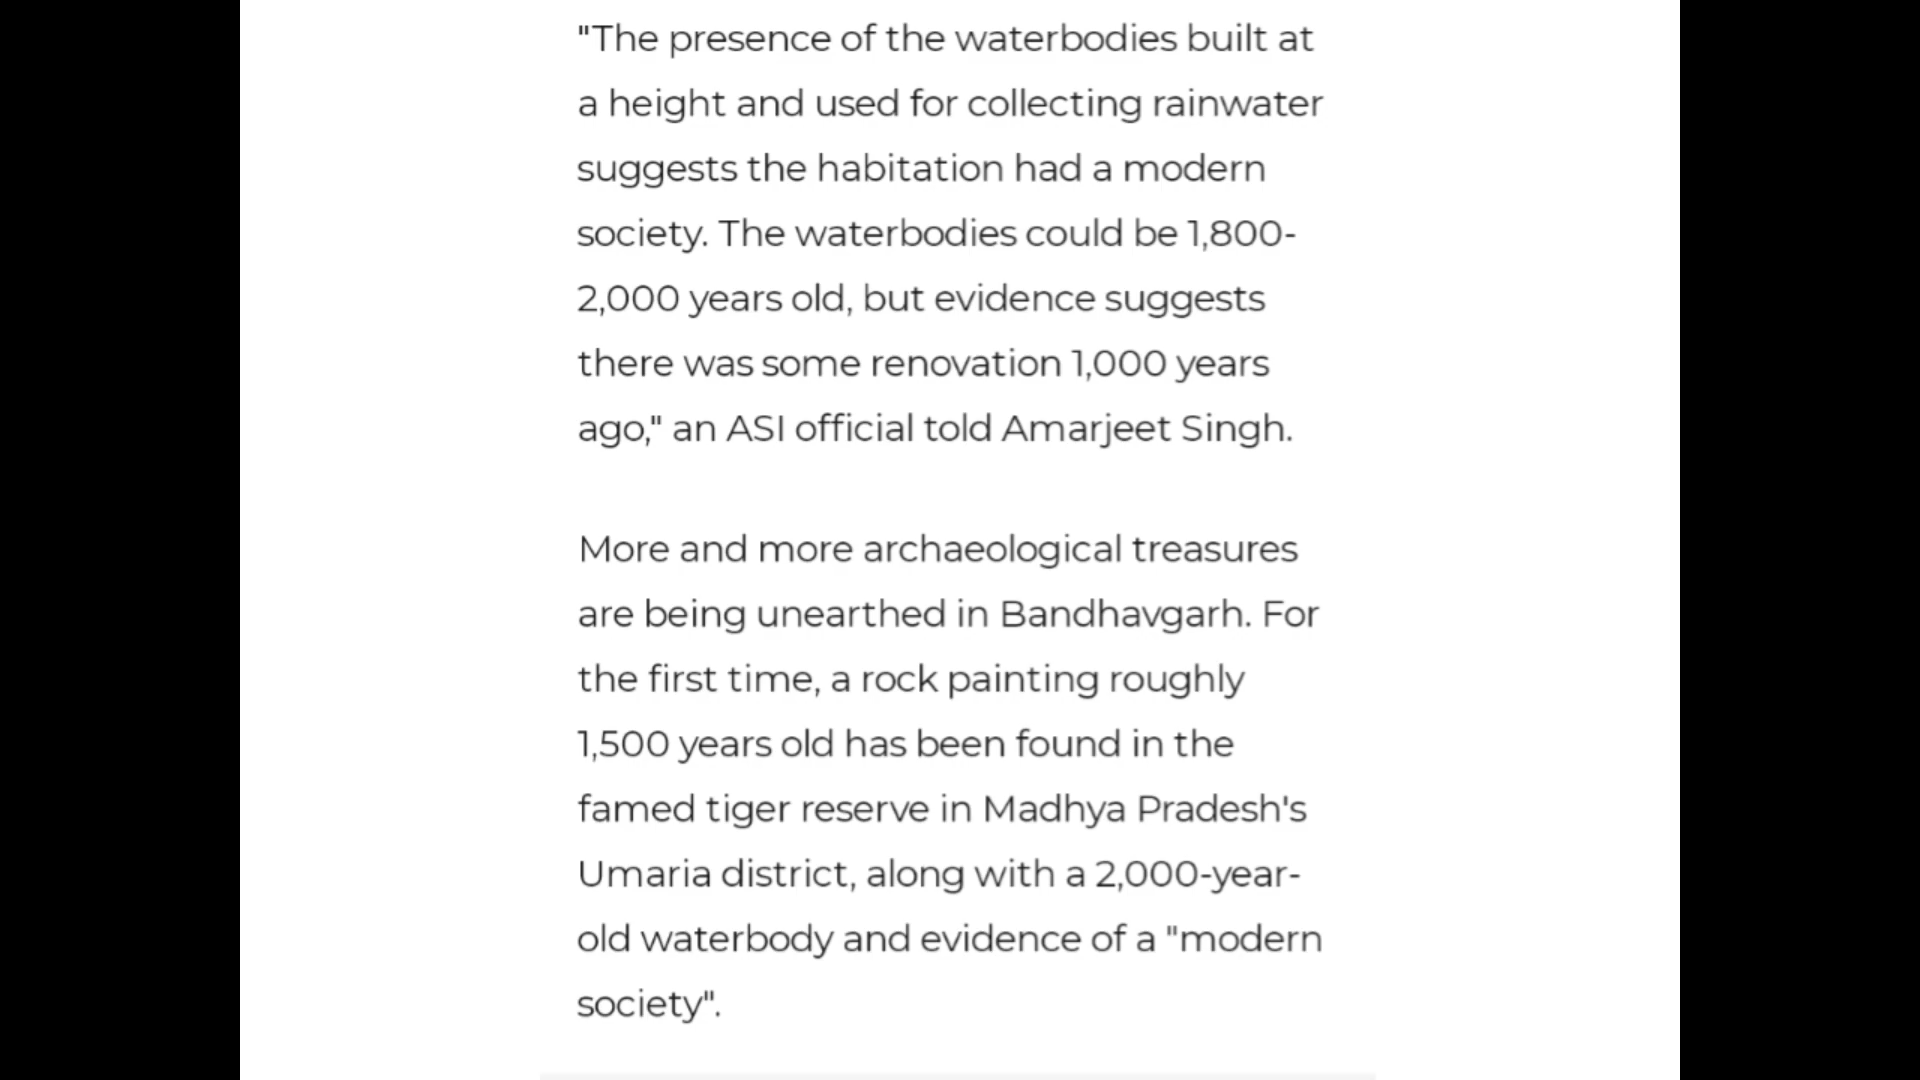 "The presence of the waterbodies built at
a height and used for collecting rainwater
suggests the habitation had a modern
society. The waterbodies could be 1,800-
2,000 years old, but evidence suggests
there was some renovation 1,000 years
ago," an ASI official told Amarjeet Singh.
More and more archaeological treasures
are being unearthed in Bandhavgarh. For
the first time, a rock painting roughly
1,500 years old has been found in the
famed tiger reserve in Madhya Pradesh's
Umaria district, along with a 2,000-year-
old waterbody and evidence of a "modern
society".